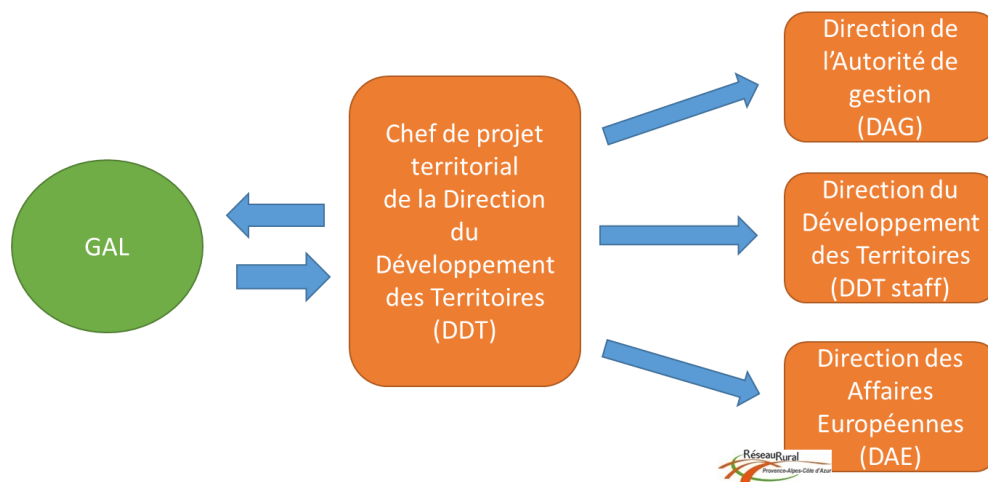 GAL
Chef de projet
territorial
de la Direction
du
Développement
des Territoires
(DDT)
Direction de
l'Autorité de
gestion
(DAG)
Direction du
Développement
des Territoires
(DDT staff)
Direction des
Affaires
Européennes
(DAE)
RéseauRural
Provence-Alpes-Côte d'Azur